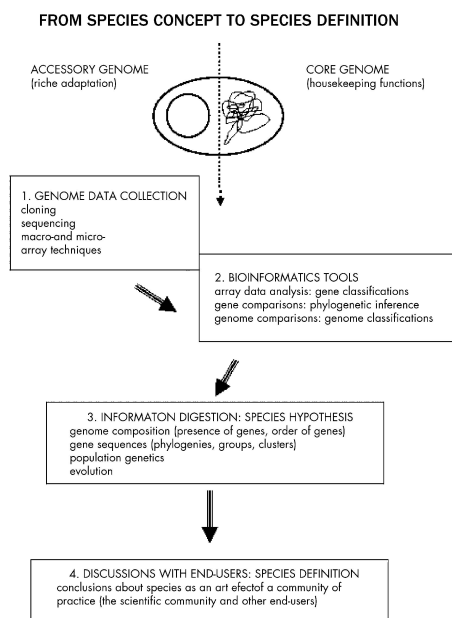 FROM SPECIES CONCEPT TO SPECIES DEFINITION
ACCESSORY GENOME
(riche adaptation)
CORE GENOME
(housekeeping functions)
1. GENOME DATA COLLECTION
cloning
sequencing
macro-and micro-
array techniques
2. BIOINFORMATICS TOOLS
array data analysis: gene classifications
gene comparisons: phylogenetic inference
genome comparisons: genome classifications
3. INFORMATON DIGESTION: SPECIES HYPOTHESIS
genome composition (presence of genes, order of genes)
gene sequences (phylogenies, groups, clusters)
population genetics
evolution
4. DISCUSSIONS WITH END-USERS: SPECIES DEFINITION
conclusions about species as an art efectof a community of
practice (the scientific community and other end-users)